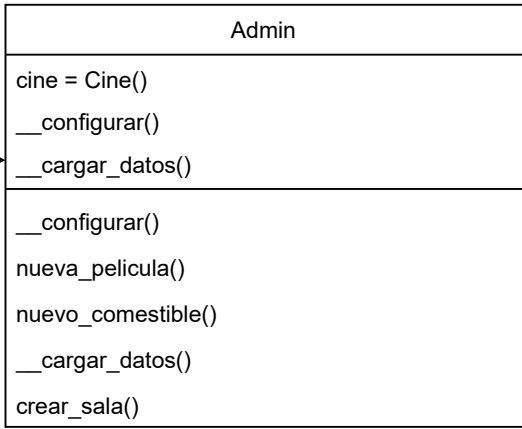 Admin
cine = Cine()
__configurar()
__cargar_datos()
__configurar()
nueva_pelicula()
nuevo_comestible()
__cargar_datos()
crear_sala()